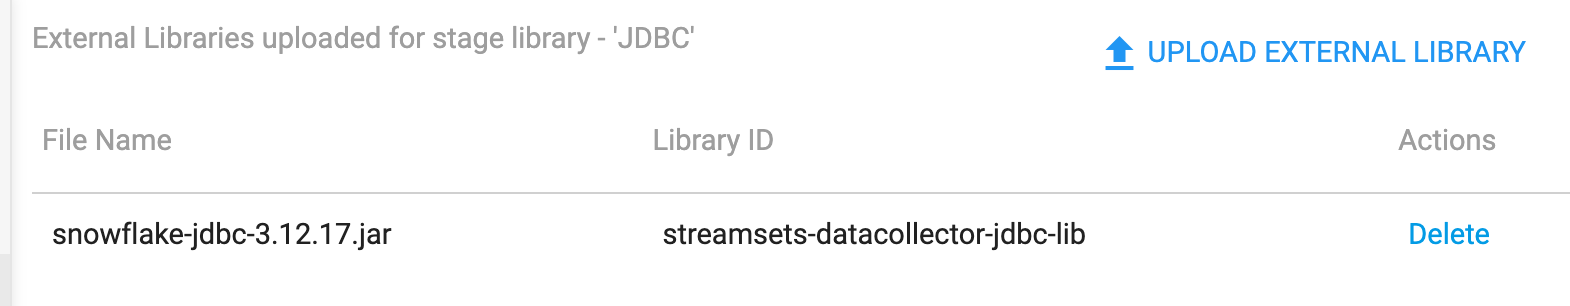 External Libraries uploaded for stage library - 'JDBC'
UPLOAD EXTERNAL LIBRARY
File Name Library ID Actions
snowflake-jdbc-3.12.17.jar streamsets-datacollector-jdbc-lib Delete